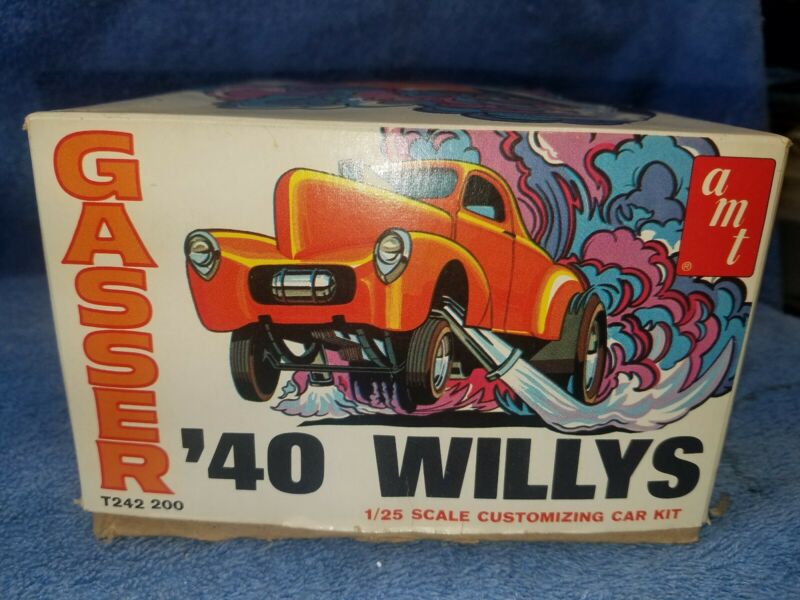 GASSER
amt
®
'40 WILLYS
T242 200
1/25 SCALE CUSTOMIZING CAR KIT